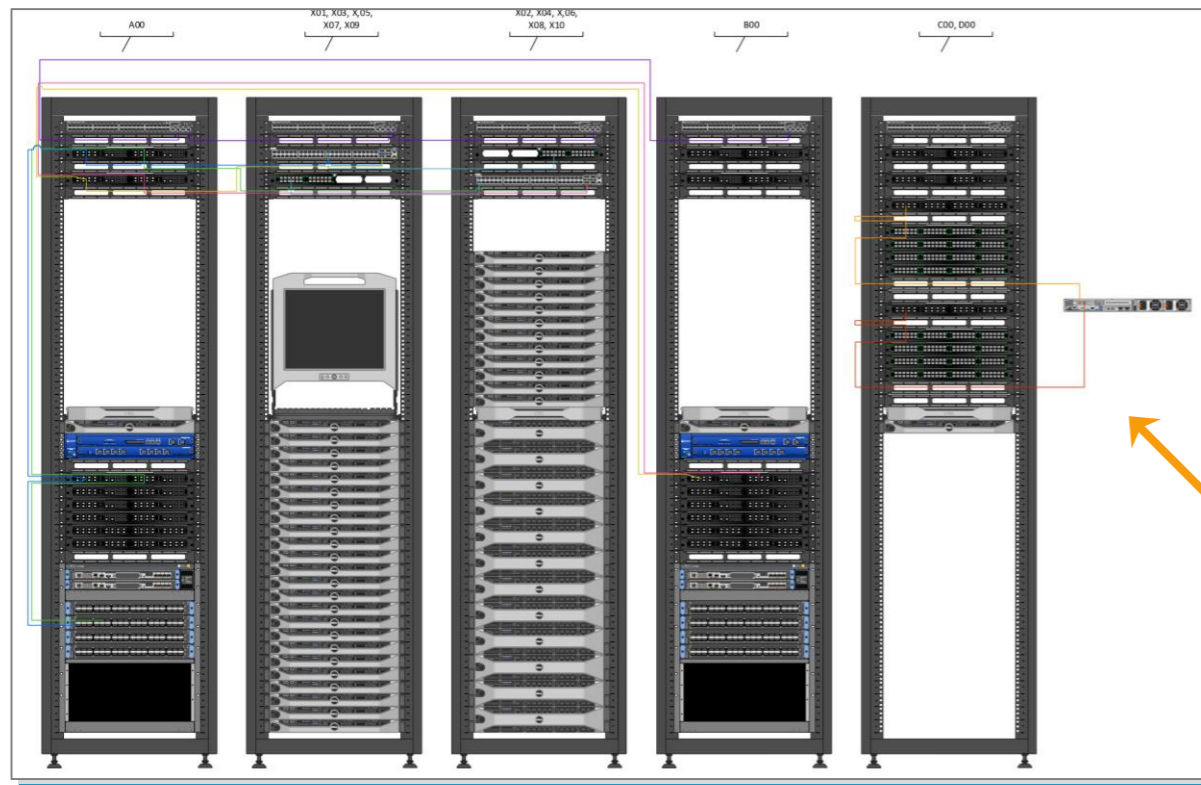 A00
X01, X03, X,05,
X07, X09
X02, X04, X,06,
X08, X10
B00
C00, D00